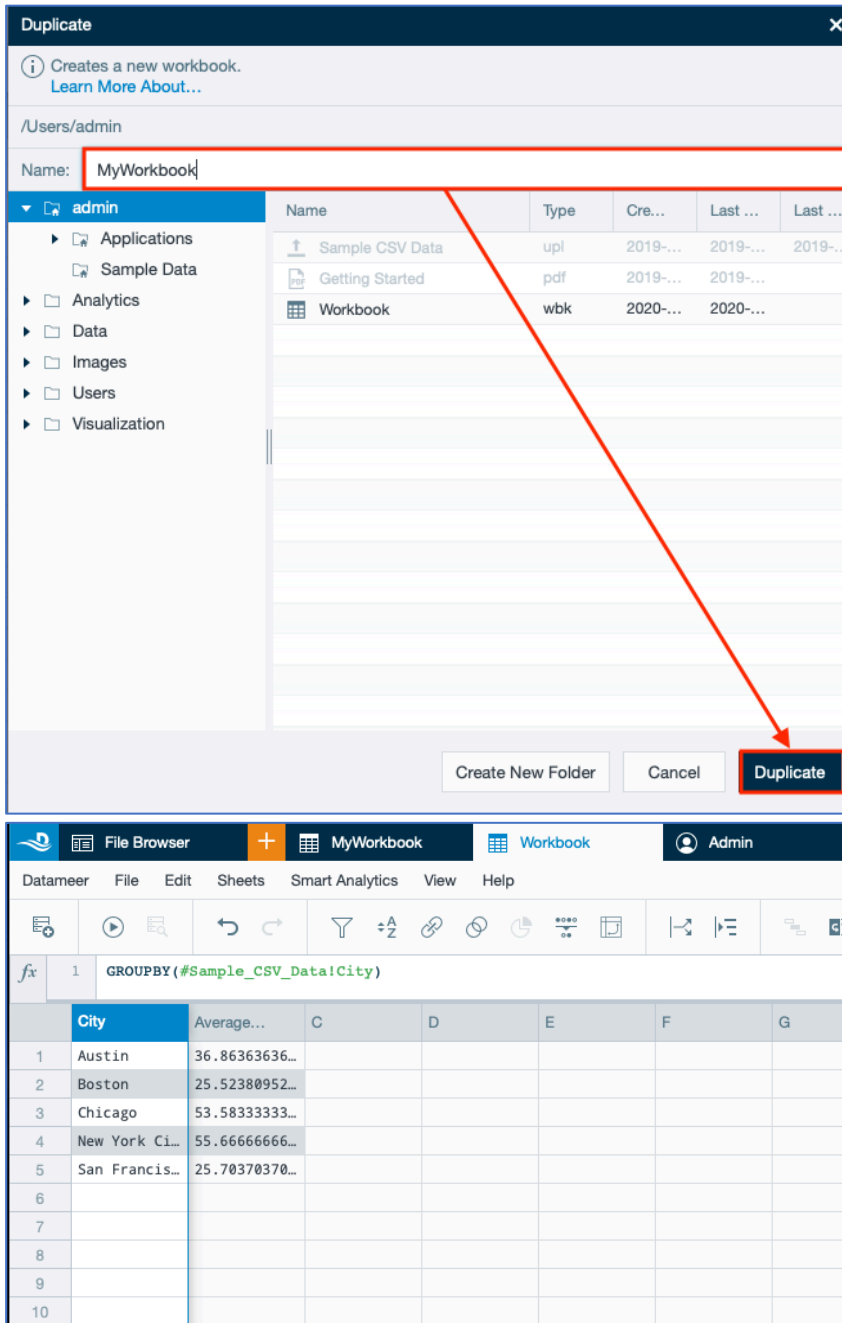 Duplicate
Creates a new workbook.
Learn More About...
/Users/admin
Name: MyWorkbook
admin
Applications
Sample Data
Analytics
Data
Images
Users
Visualization
Name Type Cre... Last ... Last ...
Sample CSV Data upl 2019-... 2019-... 2019-...
PDF Getting Started pdf 2019-... 2019-...
Workbook wbk 2020-... 2020-...
Create New Folder Cancel Duplicate
File Browser + MyWorkbook Workbook Admin
Datameer File Edit Sheets Smart Analytics View Help
fx 1 GROUPBY(#Sample_CSV_Data!City)
City Average... C D E F G
1 Austin 36.86363636...
2 Boston 25.52380952...
3 Chicago 53.58333333...
4 New York Ci... 55.66666666...
5 San Francis... 25.70370370...
6
7
8
9
10